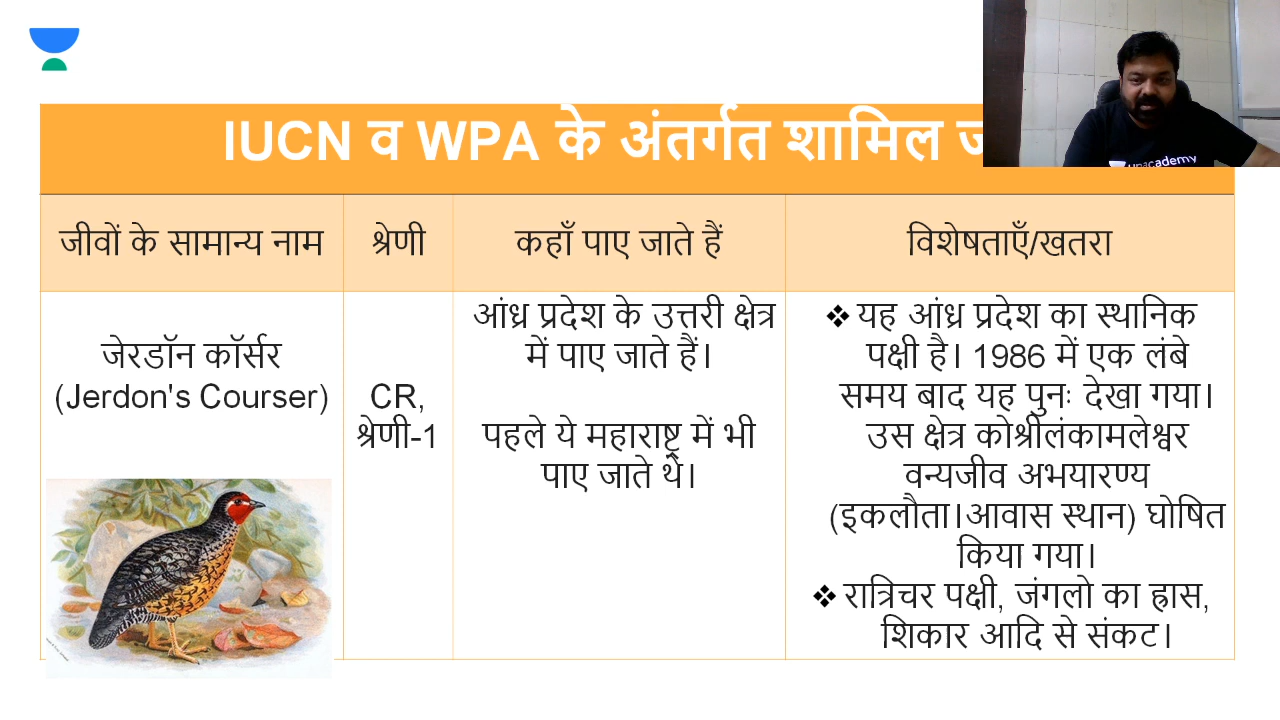 IUCN व WPA के अंतर्गत शामिल
unacademy
जीवों के सामान्य नाम
श्रेणी
कहाँ पाए जाते हैं
विशेषताएँ/खतरा
जेरडॉन कॉर्सर
(Jerdon's Courser)
CR,
श्रेणी-1
आंध्र प्रदेश के उत्तरी क्षेत्र
में पाए जाते हैं।
पहले ये महाराष्ट्र में भी
पाए जाते थे।
❖ यह आंध्र प्रदेश का स्थानिक
पक्षी है। 1986 में एक लंबे
समय बाद यह पुनः देखा गया।
उस क्षेत्र कोश्रीलंकामलेश्वर
वन्यजीव अभयारण्य
(इकलौता।आवास स्थान) घोषित
किया गया।
❖ रात्रिचर पक्षी, जंगलो का ह्रास,
शिकार आदि से संकट।